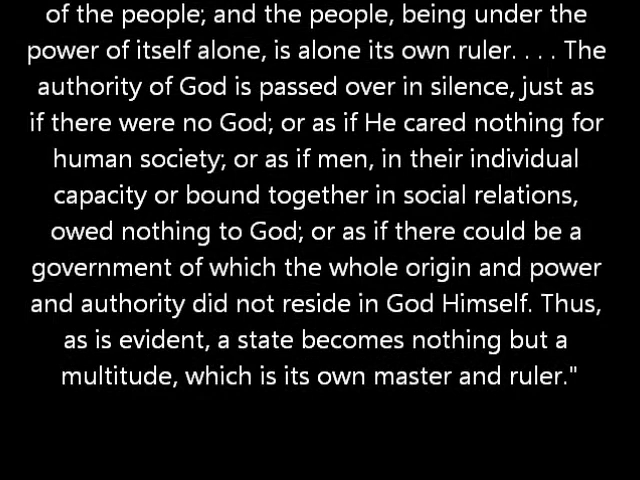 of the people; and the people, being under the
power of itself alone, is alone its own ruler. . . . The
authority of God is passed over in silence, just as
if there were no God; or as if He cared nothing for
human society; or as if men, in their individual
capacity or bound together in social relations,
owed nothing to God; or as if there could be a
government of which the whole origin and power
and authority did not reside in God Himself. Thus,
as is evident, a state becomes nothing but a
multitude, which is its own master and ruler."